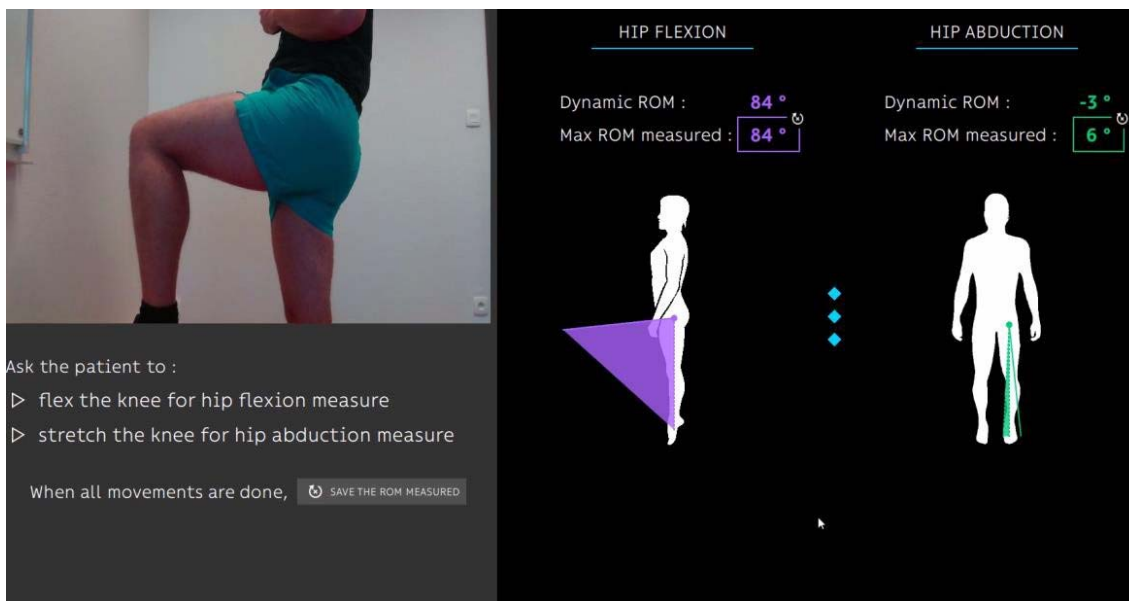 HIP FLEXION
Dynamic ROM : 84 °
Max ROM measured : 84 °
HIP ABDUCTION
Dynamic ROM : -3 °
Max ROM measured : 6 °
Ask the patient to :
flex the knee for hip flexion measure
stretch the knee for hip abduction measure
When all movements are done, SAVE THE ROM MEASURED